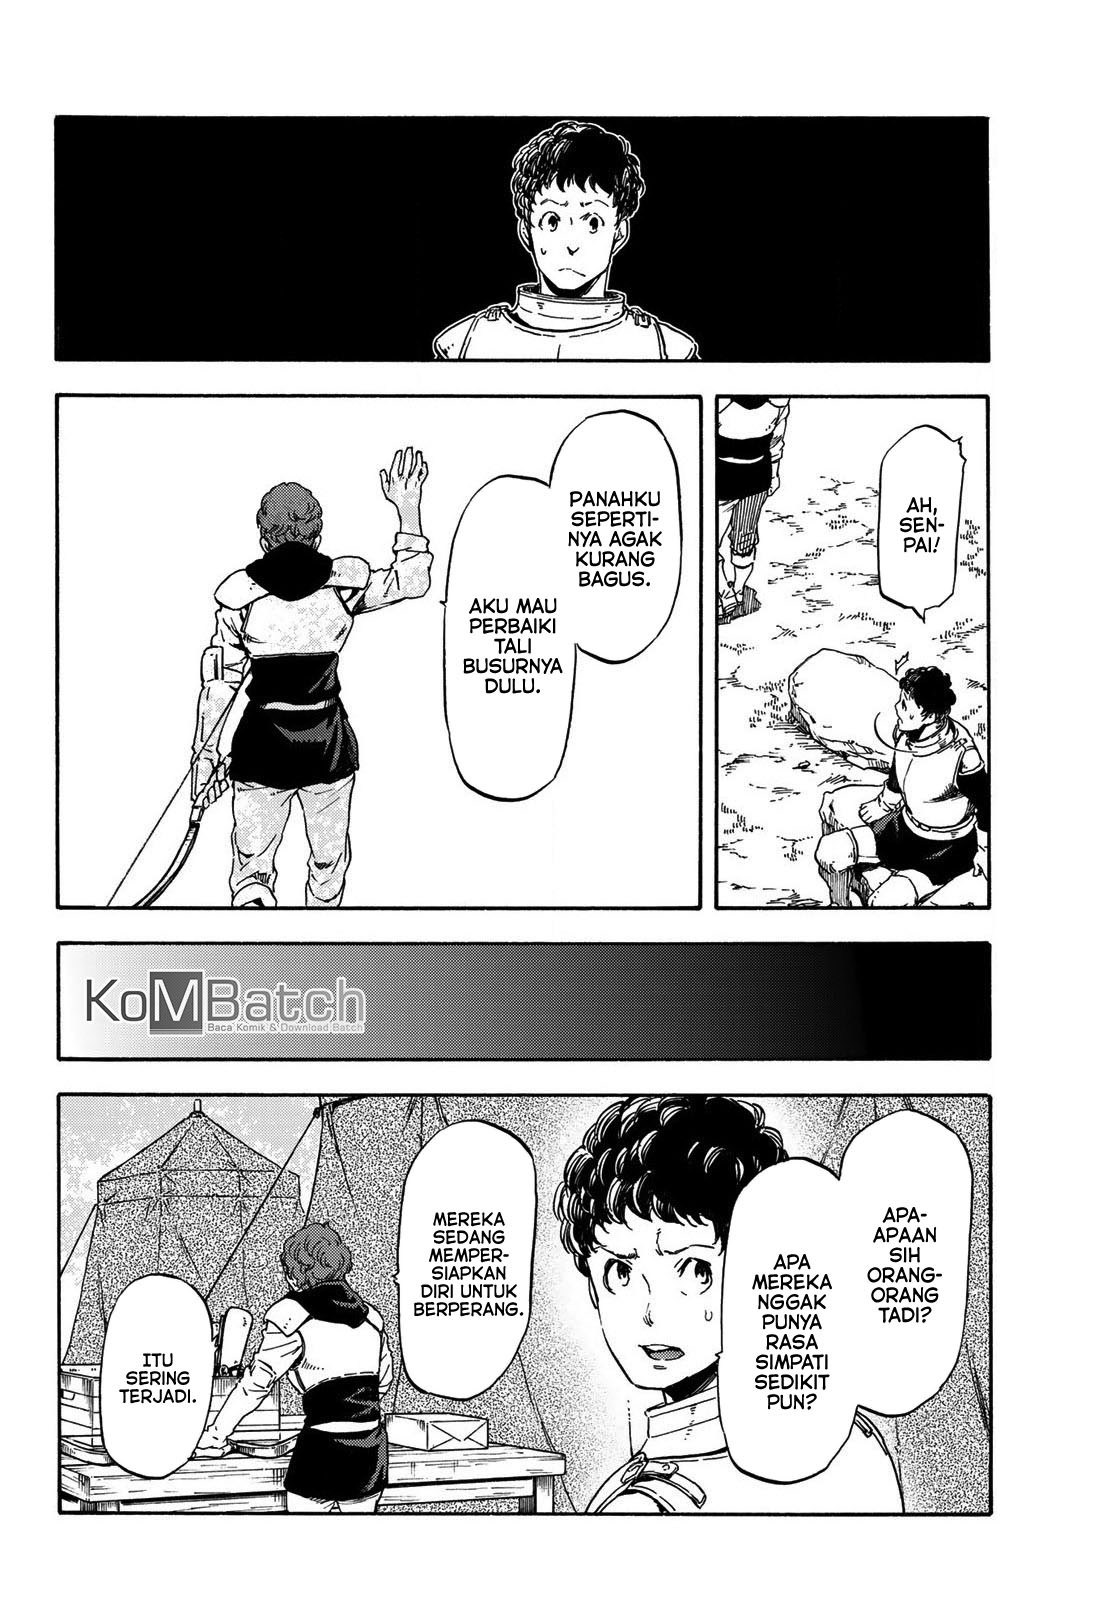 AH,
SEN-
PAI!
PANAHKU
SEPERTI-
NYA AGAK
KURANG
BAGUS.
AKU MAU
PERBAIKI
TALI
BUSURNYA
DULU.
KoMBatch
Baca Komik & Download Batch
APA-
APAAN
SIH
ORANG-
ORANG
TADI?
APA
MEREKA
NGGAK
PUNYA
RASA
SIMPATI
SEDIKIT
PUN?
MEREKA
SEDANG
MEMPER-
SIAPKAN
DIRI UNTUK
BERPERANG.
ITU
SERING
TERJADI.